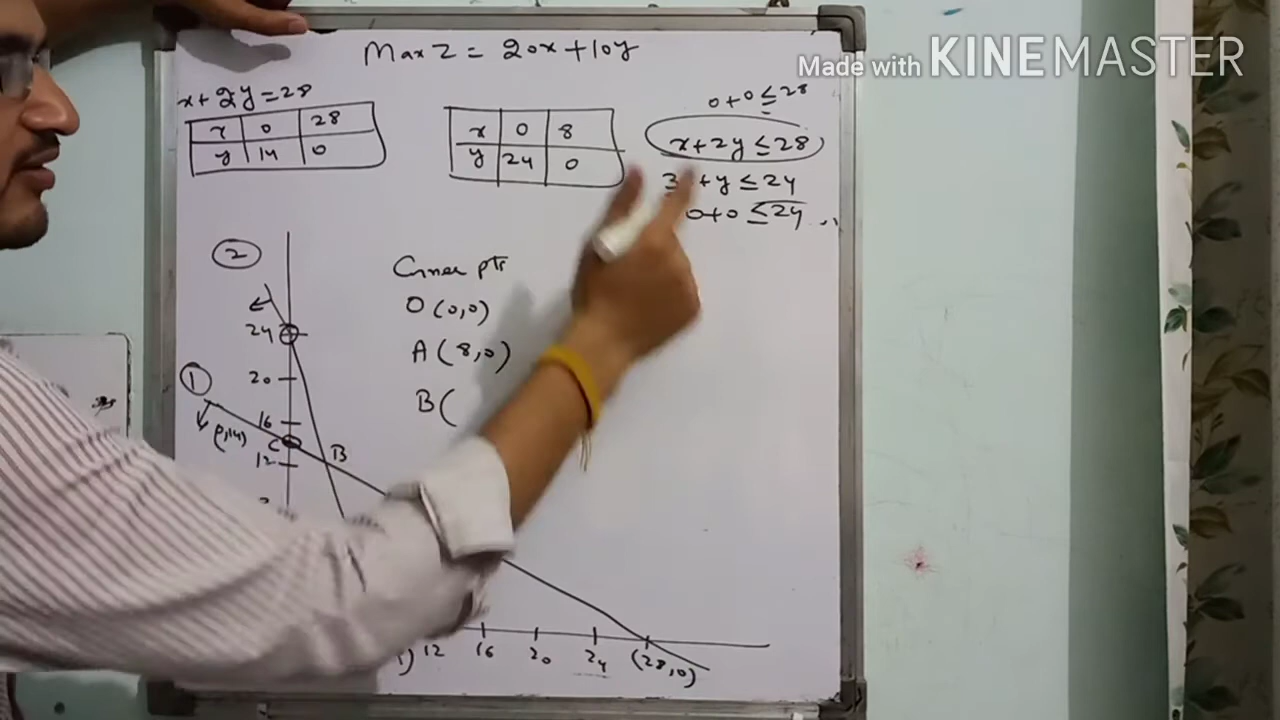 Made with KINEMASTER
Max Z = 20x + 10y
x + 2y = 28
x 0 28
y 14 0
x 0 8
y 24 0
0+0 ≤ 28
x + 2y ≤ 28
3 + y ≤ 24
0+0 ≤ 24
Corner pts
O (0,0)
A (8,0)
B (
2
24
20
1
16
(0,14)
C
B
12
12 16 20 24 (28,0)